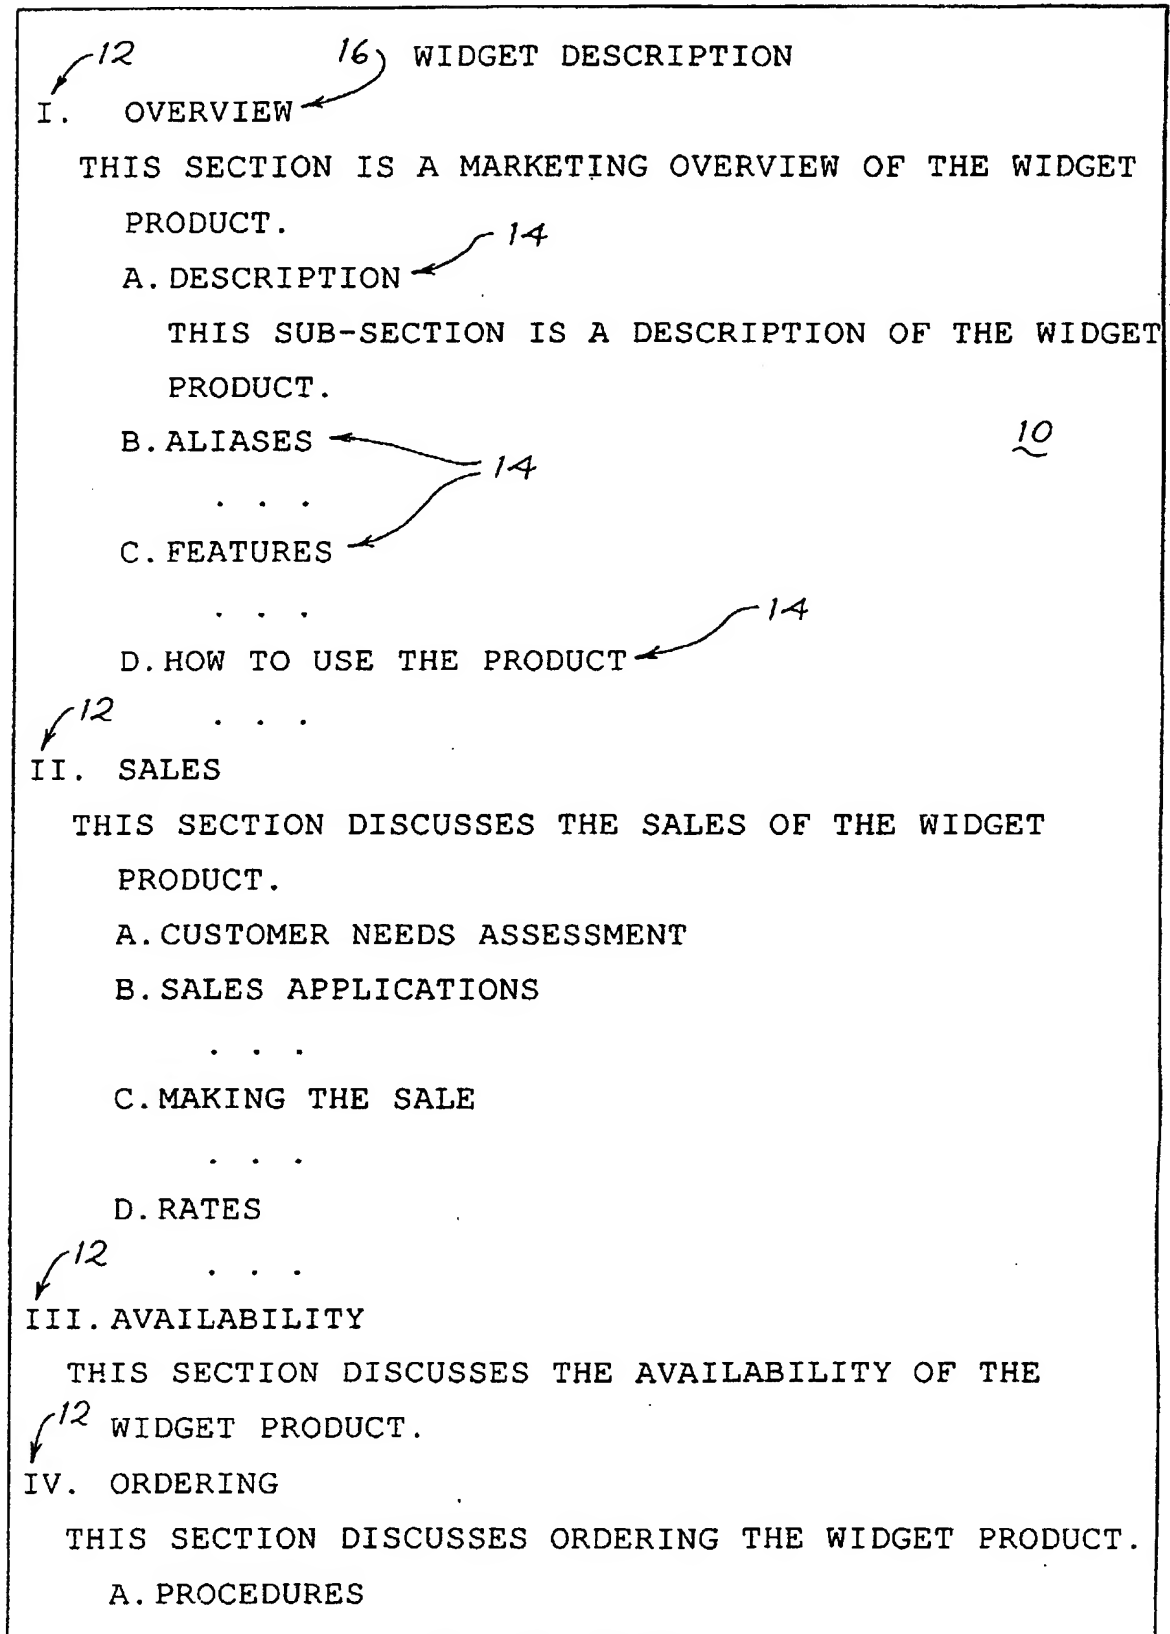 12 16 WIDGET DESCRIPTION
I. OVERVIEW
THIS SECTION IS A MARKETING OVERVIEW OF THE WIDGET
PRODUCT.
14
A. DESCRIPTION
THIS SUB-SECTION IS A DESCRIPTION OF THE WIDGET
PRODUCT.
B. ALIASES 10
14
. . .
C. FEATURES
. . . 14
D. HOW TO USE THE PRODUCT
12 . . .
II. SALES
THIS SECTION DISCUSSES THE SALES OF THE WIDGET
PRODUCT.
A. CUSTOMER NEEDS ASSESSMENT
B. SALES APPLICATIONS
. . .
C. MAKING THE SALE
. . .
D. RATES
12 . . .
III. AVAILABILITY
THIS SECTION DISCUSSES THE AVAILABILITY OF THE
12 WIDGET PRODUCT.
IV. ORDERING
THIS SECTION DISCUSSES ORDERING THE WIDGET PRODUCT.
A. PROCEDURES